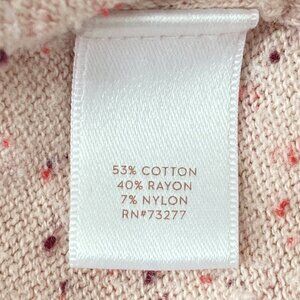 53% COTTON
40% RAYON
7% NYLON
RN#73277